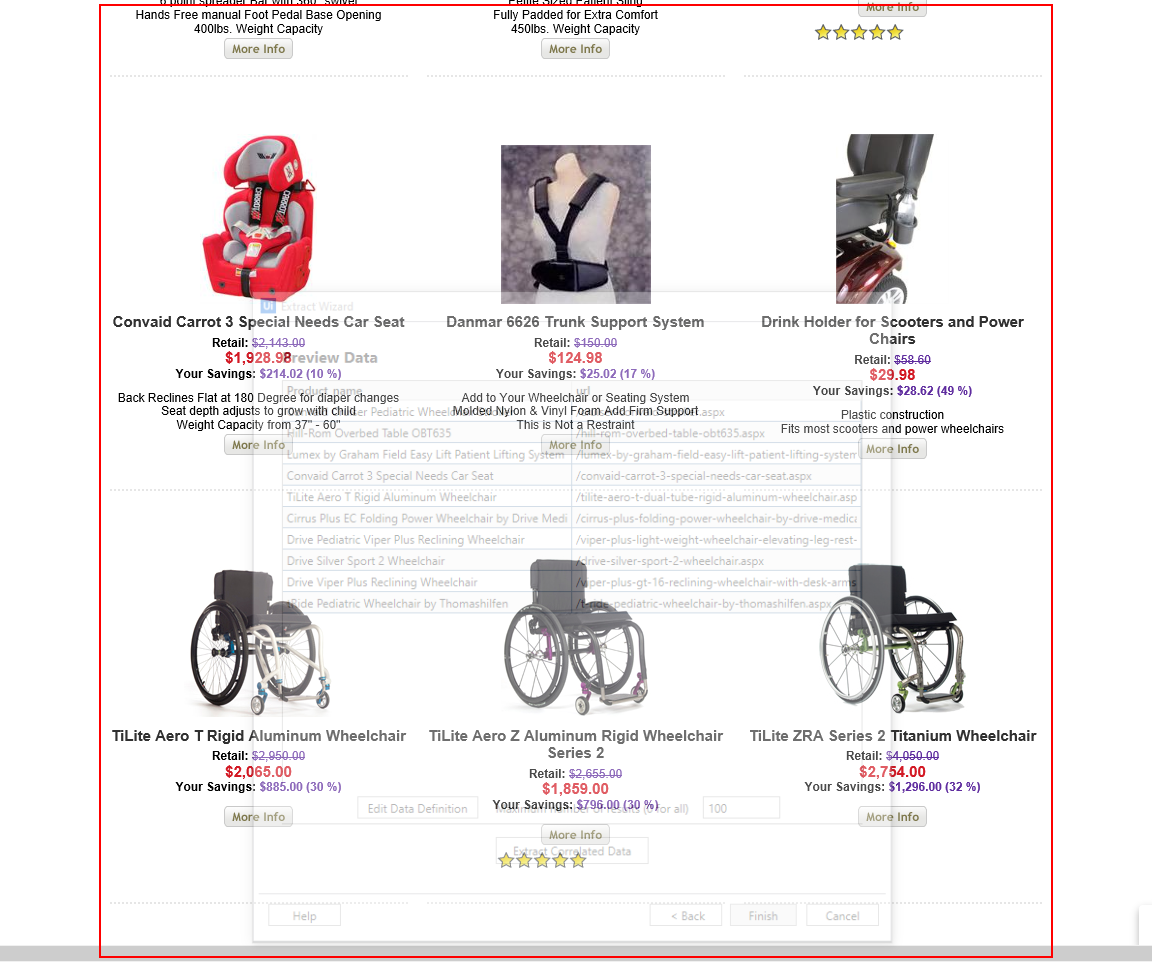 6 point spreader Bar with 360° swivel
Hands Free manual Foot Pedal Base Opening
400lbs. Weight Capacity
More Info
Petite Sized Patient Sling
Fully Padded for Extra Comfort
450lbs. Weight Capacity
More Info
More Info
CARROT
CARROT
Convaid Carrot 3 Special Needs Car Seat
Retail: $2,143.00
$1,928.98
Your Savings: $214.02 (10 %)
Back Reclines Flat at 180 Degree for diaper changes
Seat depth adjusts to grow with child
Weight Capacity from 37" - 60"
More Info
Danmar 6626 Trunk Support System
Retail: $150.00
$124.98
Your Savings: $25.02 (17 %)
Add to Your Wheelchair or Seating System
Molded Nylon & Vinyl Foam Add Firm Support
This is Not a Restraint
More Info
Drink Holder for Scooters and Power
Chairs
Retail: $58.60
$29.98
Your Savings: $28.62 (49 %)
Plastic construction
Fits most scooters and power wheelchairs
More Info
Extract Wizard
Preview Data
Product_name
url
Pediatric
Hill-Rom Overbed Table OBT635
/hill-rom-overbed-table-obt635.aspx
Lumex by Graham Field Easy Lift Patient Lifting System
/lumex-by-graham-field-easy-lift-patient-lifting-system
Convaid Carrot 3 Special Needs Car Seat
/convaid-carrot-3-special-needs-car-seat.aspx
TiLite Aero T Rigid Aluminum Wheelchair
/tilite-aero-t-dual-tube-rigid-aluminum-wheelchair.asp
Cirrus Plus EC Folding Power Wheelchair by Drive Medi
/cirrus-plus-folding-power-wheelchair-by-drive-medica
Drive Pediatric Viper Plus Reclining Wheelchair
/viper-plus-light-weight-wheelchair-elevating-leg-rest-
Drive Silver Sport 2 Wheelchair
/drive-silver-sport-2-wheelchair.aspx
Drive Viper Plus Reclining Wheelchair
/viper-plus-gt-16-reclining-wheelchair-with-desk-arms
tRide Pediatric Wheelchair by Thomashilfen
/t-ride-pediatric-wheelchair-by-thomashilfen.aspx
TiLite Aero T Rigid Aluminum Wheelchair
Retail: $2,950.00
$2,065.00
Your Savings: $885.00 (30 %)
More Info
TiLite Aero Z Aluminum Rigid Wheelchair
Series 2
Retail: $2,655.00
$1,859.00
Your Savings: $796.00 (30 %)
More Info
TiLite ZRA Series 2 Titanium Wheelchair
Retail: $4,050.00
$2,754.00
Your Savings: $1,296.00 (32 %)
More Info
Edit Data Definition
Maximum number of results (0 for all)
100
Extract Correlated Data
Help
< Back
Finish
Cancel